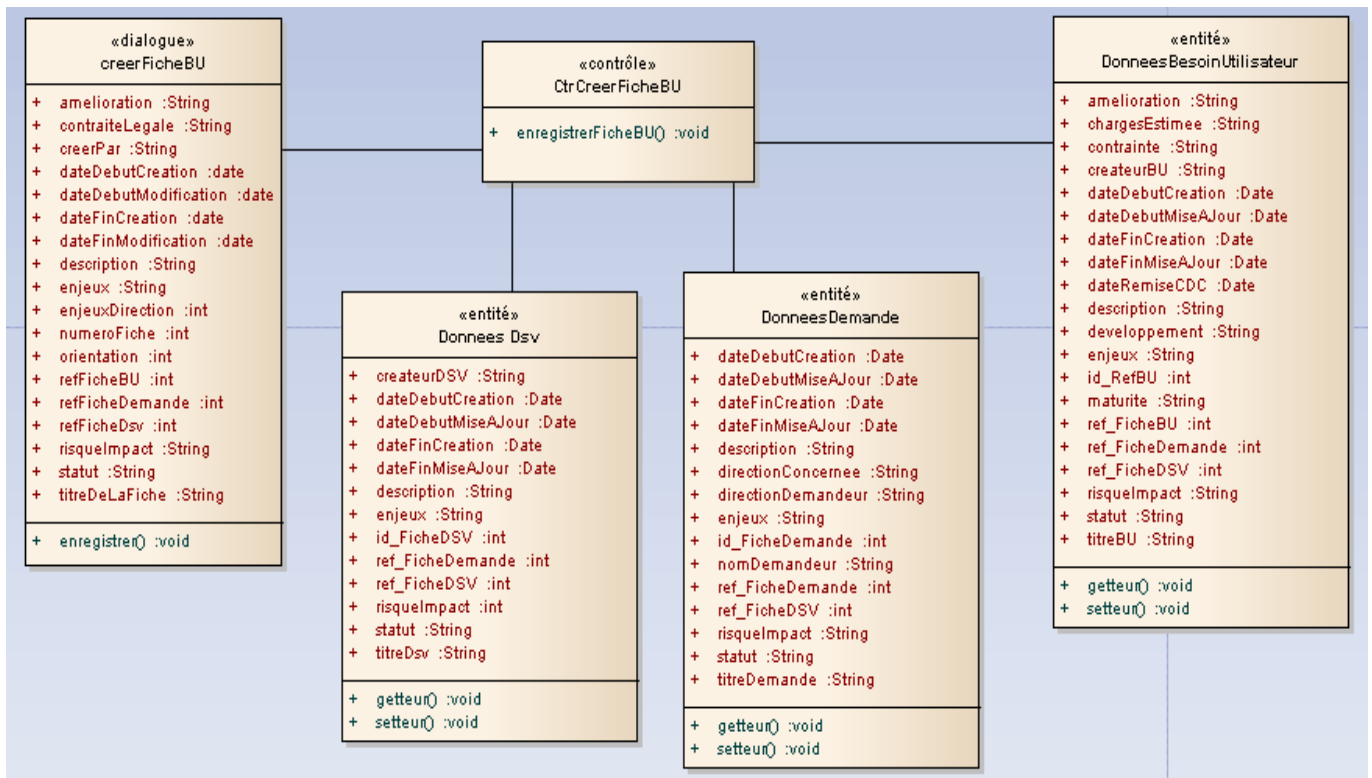 «dialogue»
creerFicheBU
+ amelioration :String
+ contraiteLegale :String
+ creerPar :String
+ dateDebutCreation :date
+ dateDebutModification :date
+ dateFinCreation :date
+ dateFinModification :date
+ description :String
+ enjeux :String
+ enjeuxDirection :int
+ numeroFiche :int
+ orientation :int
+ refFicheBU :int
+ refFicheDemande :int
+ refFicheDsv :int
+ risqueImpact :String
+ statut :String
+ titreDeLaFiche :String
+ enregistrer() :void
«contrôle»
CtrCreerFicheBU
+ enregistrerFicheBU() :void
«entité»
Donnees Dsv
+ createurDSV :String
+ dateDebutCreation :Date
+ dateDebutMiseAJour :Date
+ dateFinCreation :Date
+ dateFinMiseAJour :Date
+ description :String
+ enjeux :String
+ id_FicheDSV :int
+ ref_FicheDemande :int
+ ref_FicheDSV :int
+ risqueImpact :int
+ statut :String
+ titreDsv :String
+ getteur() :void
+ setteur() :void
«entité»
DonneesDemande
+ dateDebutCreation :Date
+ dateDebutMiseAJour :Date
+ dateFinCreation :Date
+ dateFinMiseAJour :Date
+ description :String
+ directionConcernee :String
+ directionDemandeur :String
+ enjeux :String
+ id_FicheDemande :int
+ nomDemandeur :String
+ ref_FicheDemande :int
+ ref_FicheDSV :int
+ risqueImpact :String
+ statut :String
+ titreDemande :String
+ getteur() :void
+ setteur() :void
«entité»
DonneesBesoinUtilisateur
+ amelioration :String
+ chargesEstimee :String
+ contrainte :String
+ createurBU :String
+ dateDebutCreation :Date
+ dateDebutMiseAJour :Date
+ dateFinCreation :Date
+ dateFinMiseAJour :Date
+ dateRemiseCDC :Date
+ description :String
+ developpement :String
+ enjeux :String
+ id_RefBU :int
+ maturite :String
+ ref_FicheBU :int
+ ref_FicheDemande :int
+ ref_FicheDSV :int
+ risqueImpact :String
+ statut :String
+ titreBU :String
+ getteur() :void
+ setteur() :void